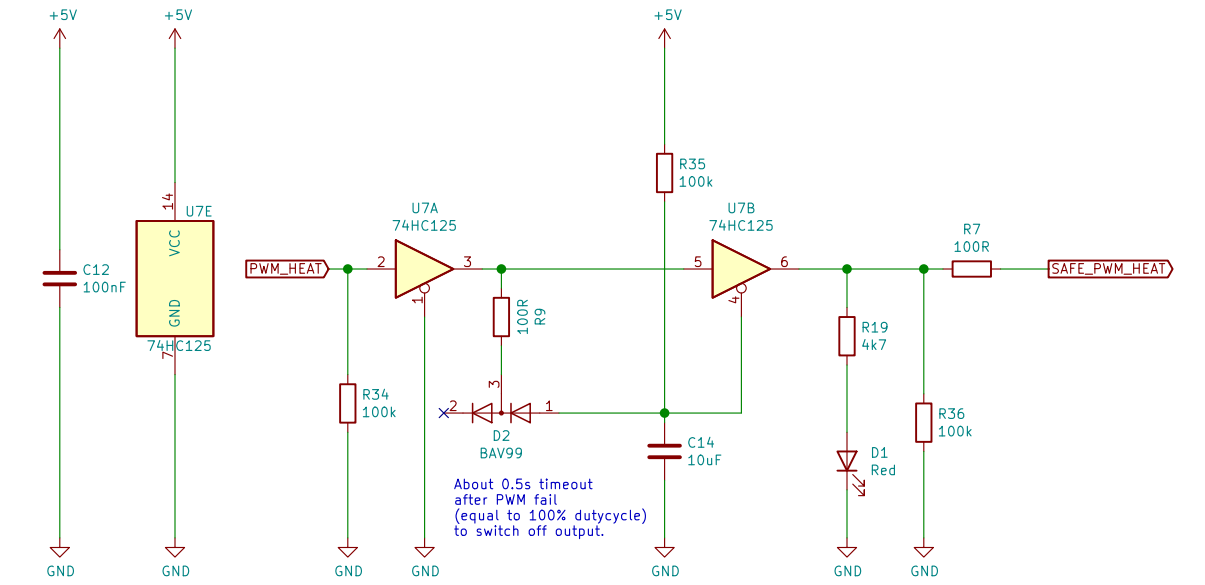 +5V
+5V
+5V
14
U7E
VCC
GND
74HC125
7
C12
100nF
GND
GND
PWM_HEAT
2
U7A
74HC125
3
1
R34
100k
GND
GND
100R
R9
3
2
1
D2
BAV99
About 0.5s timeout
after PWM fail
(equal to 100% dutycycle)
to switch off output.
R35
100k
5
U7B
74HC125
6
4
C14
10uF
GND
R19
4k7
D1
Red
GND
R36
100k
GND
R7
100R
SAFE_PWM_HEAT